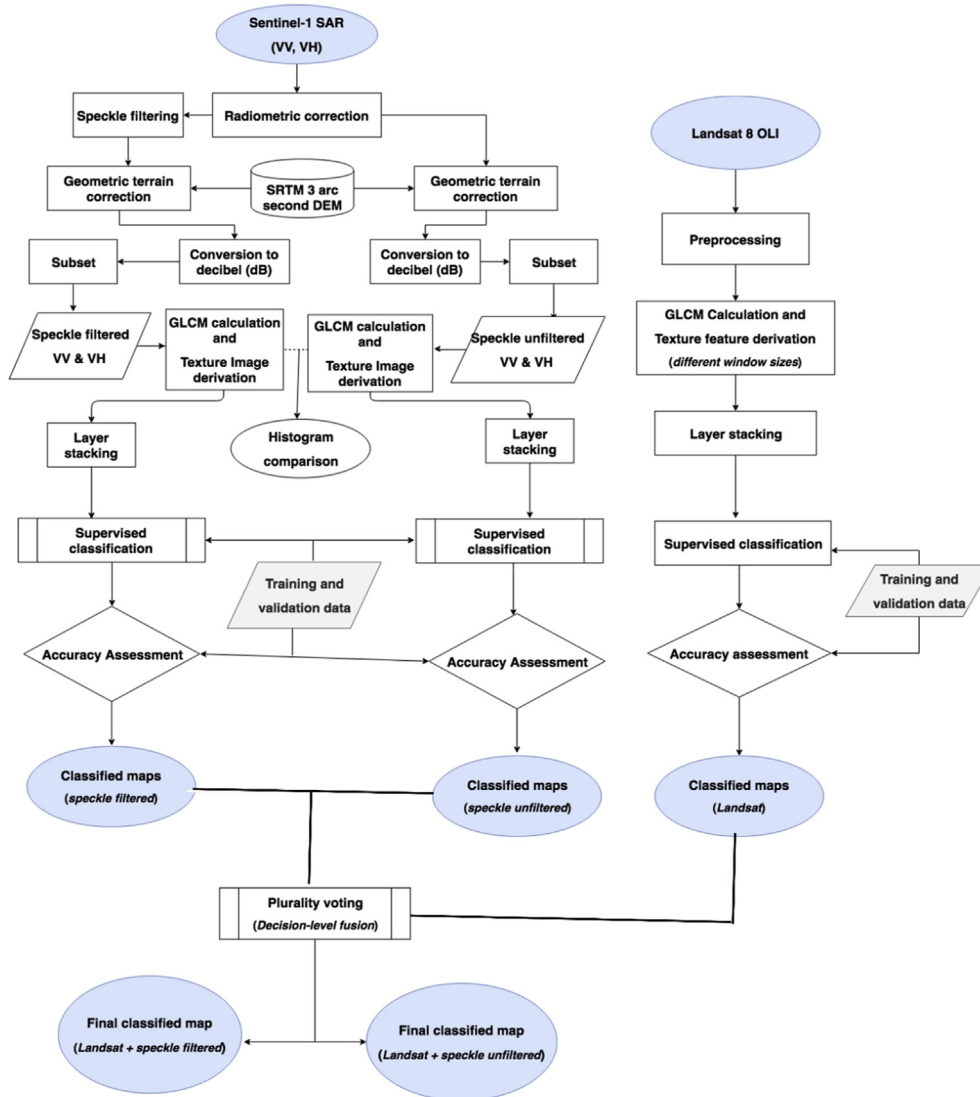 Sentinel-1 SAR
(VV, VH)
Speckle filtering
Radiometric correction
Landsat 8 OLI
Geometric terrain
correction
SRTM 3 arc
second DEM
Geometric terrain
correction
Preprocessing
Subset
Conversion to
decibel (dB)
Conversion to
decibel (dB)
Subset
Speckle filtered
VV & VH
GLCM calculation
and
Texture Image
derivation
GLCM calculation
and
Texture Image
derivation
Speckle unfiltered
VV & VH
GLCM Calculation and
Texture feature derivation
(different window sizes)
Layer
stacking
Histogram
comparison
Layer
stacking
Layer stacking
Supervised
classification
Supervised
classification
Supervised classification
Training and
validation data
Training and
validation data
Accuracy Assessment
Accuracy Assessment
Accuracy assessment
Classified maps
(speckle filtered)
Classified maps
(speckle unfiltered)
Classified maps
(Landsat)
Plurality voting
(Decision-level fusion)
Final classified map
(Landsat + speckle filtered)
Final classified map
(Landsat + speckle unfiltered)